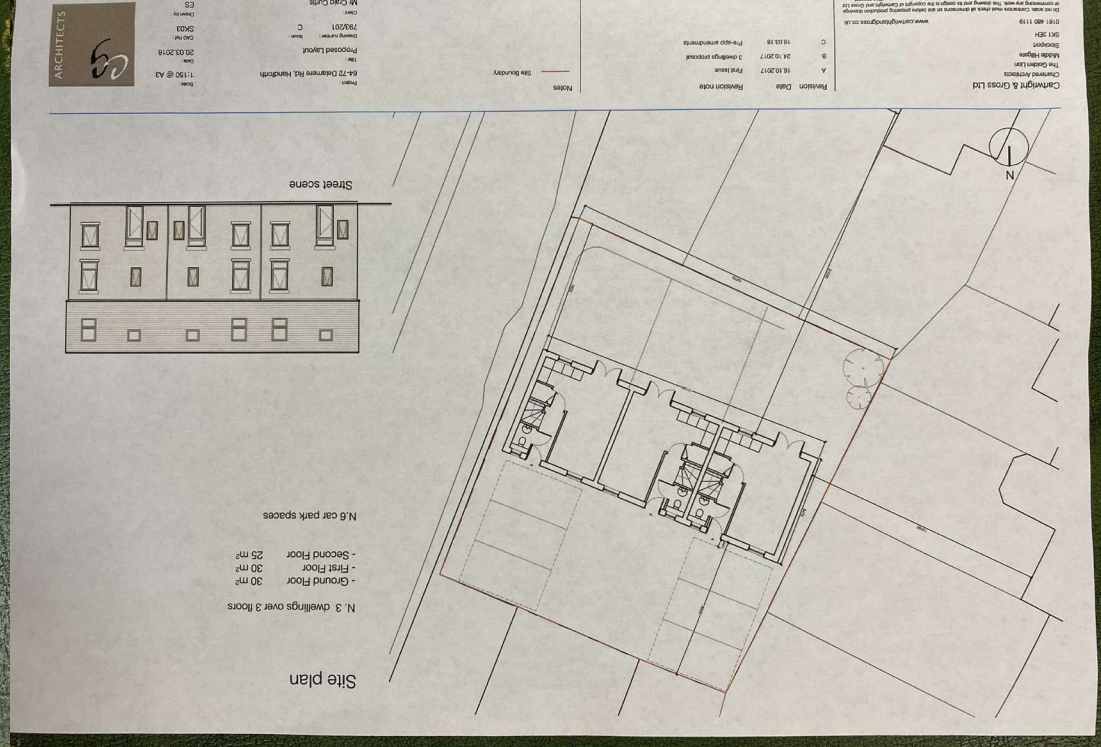 Site plan
N. 3 dwellings over 3 floors
- Ground Floor 30 m²
- First Floor 30 m²
- Second Floor 25 m²
N.6 car park spaces
Street scene
N
Cartwright & Gross Ltd
Chartered Architects
The Golden Lion
Middle Hillgate
Stockport
SK1 3EH
0161 480 1119
www.cartwrightandgross.co.uk
Revision Date Revision note
A 16.10.2017 First Issue
B 24.10.2017 3 dwellings proposal
C 16.03.18 Pre-app amendments
Notes
Site Boundary
Project:
64-72 Delamere Rd, Handforth
Title:
Proposed Layout
Drawing number: Issue:
793/201 C
Client:
Mr Craig Curtis
Scale:
1:150 @ A3
Date:
20.03.2018
CAD Ref:
SK03
Drawn by
ES
cg
ARCHITECTS